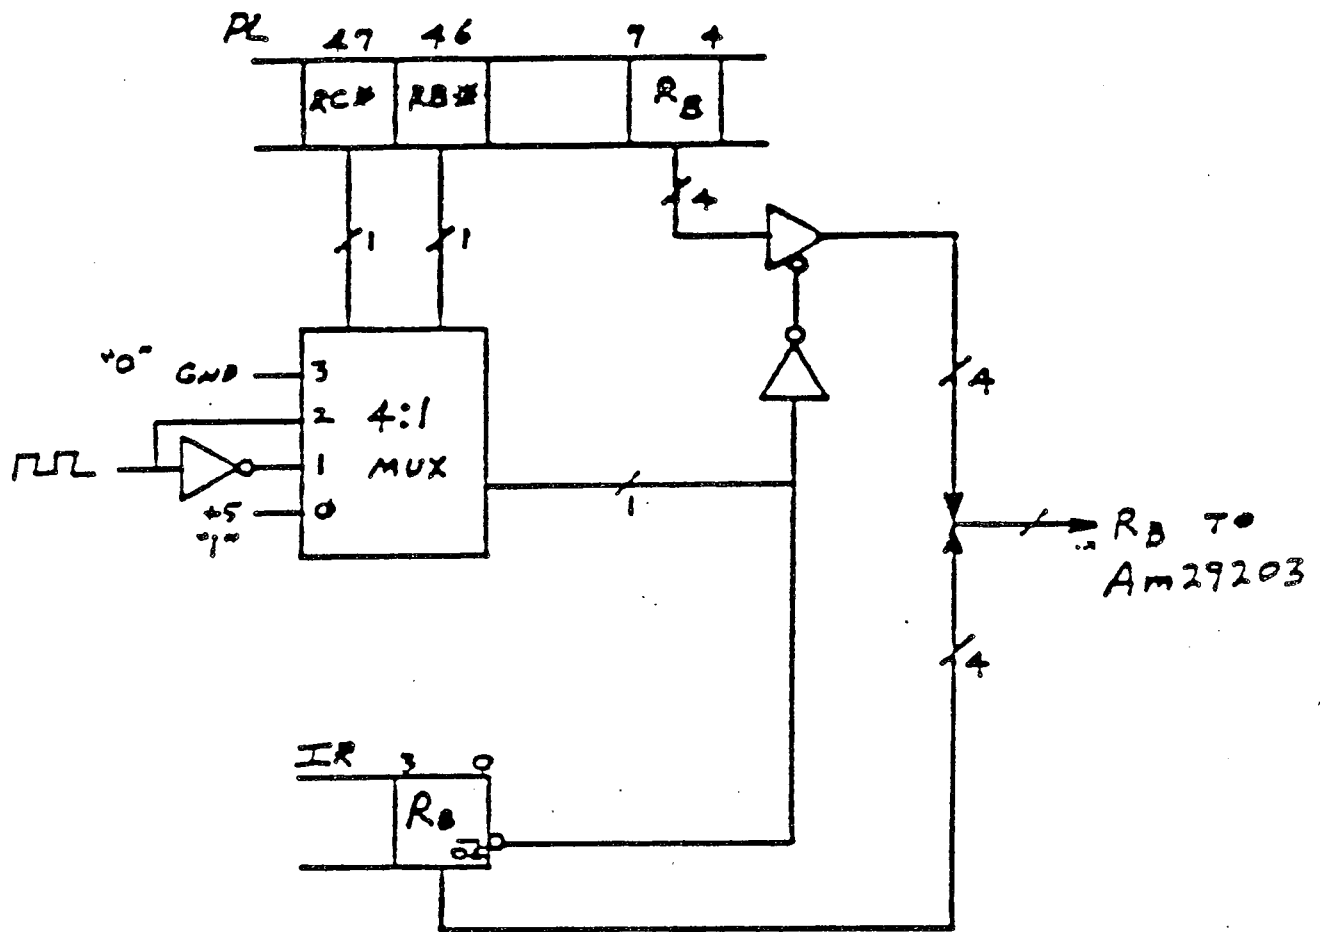 PL 47 46 7 4
RC# RB# RB
4
1 1
"0" GND 3
2 4:1
1 MUX
+5 0
"1"
1
4
RB TO
Am29203
4
IR 3 0
RB
OE